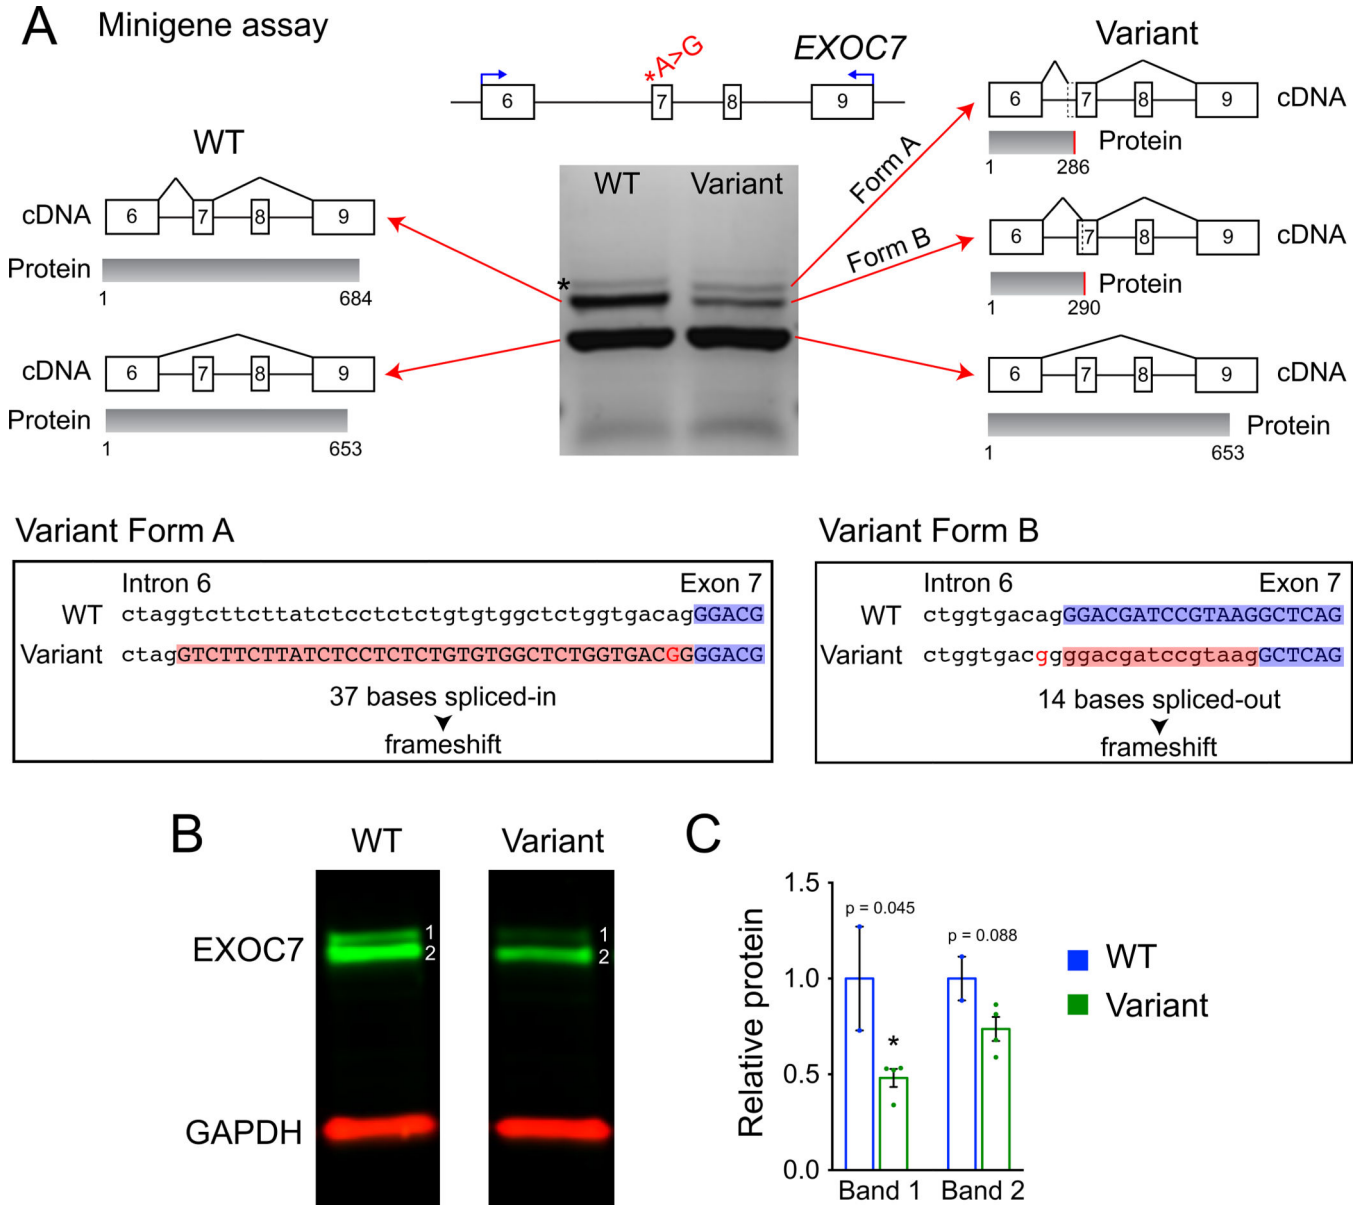 A Minigene assay
*A>G
EXOC7
6 7 8 9
WT
cDNA 6 7 8 9
Protein
1 684
cDNA 6 7 8 9
Protein
1 653
WT Variant
*
Form A
Form B
Variant
6 7 8 9 cDNA
Protein
1 286
6 7 8 9 cDNA
Protein
1 290
6 7 8 9 cDNA
Protein
1 653
Variant Form A
Intron 6 Exon 7
WT ctaggtcttcttatctcctctctgtgtggctctggtgacagGGACG
Variant ctagGTCTTCTTATCTCCTCTCTGTGTGGCTCTGGTGACGGGGACG
37 bases spliced-in
frameshift
Variant Form B
Intron 6 Exon 7
WT ctggtgacagGGACGATCCGTAAGGCTCAG
Variant ctggtgacggggacgatccgtaagGCTCAG
14 bases spliced-out
frameshift
B
WT Variant
EXOC7 1 2 1 2
GAPDH
C
Relative protein
1.5
1.0
0.5
0.0
p = 0.045
p = 0.088
*
Band 1 Band 2
WT
Variant